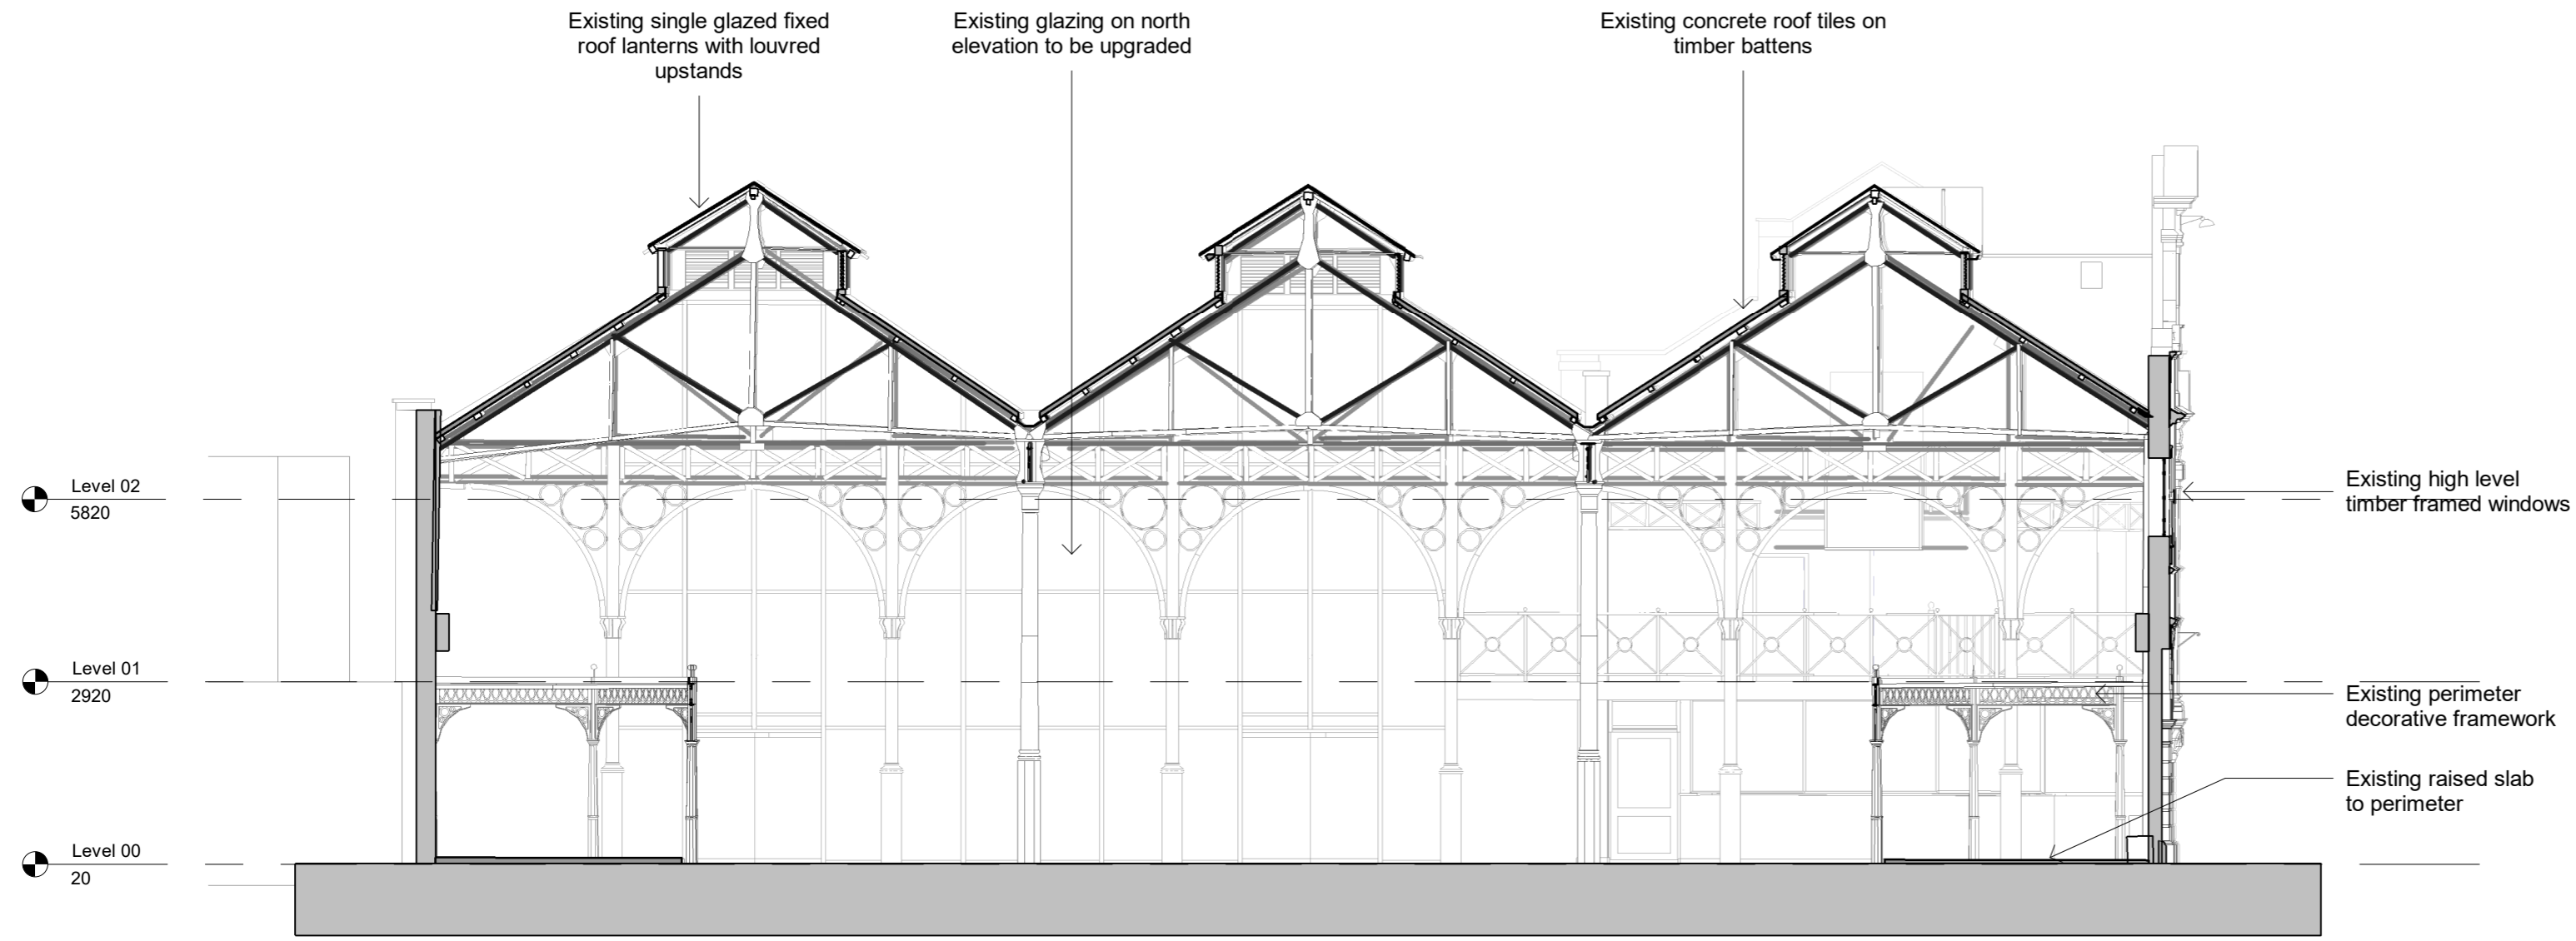 Existing single glazed fixed
roof lanterns with louvred
upstands
Existing glazing on north
elevation to be upgraded
Existing concrete roof tiles on
timber battens
Level 02
5820
Existing high level
timber framed windows
Level 01
2920
Existing perimeter
decorative framework
Existing raised slab
to perimeter
Level 00
20